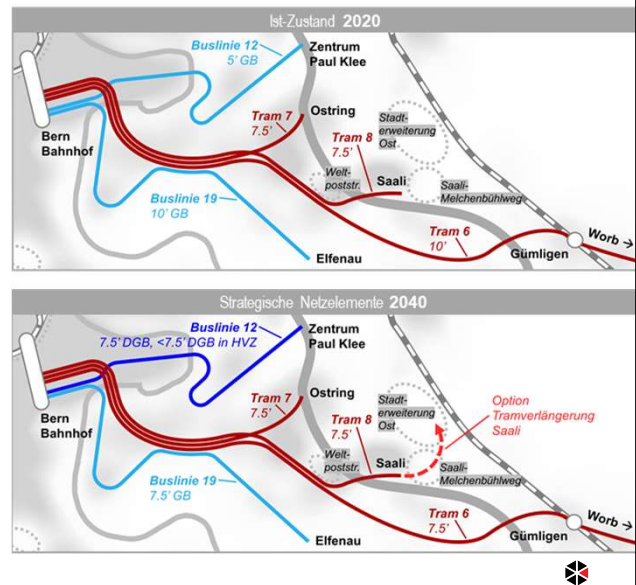 Ist-Zustand 2020
Buslinie 12
5' GB
Zentrum
Paul Klee
Tram 7
7.5'
Ostring
Tram 8
7.5'
Stadt-
erweiterung
Ost
Bern
Bahnhof
Welt-
poststr.
Saali
Saali-
Melchenbühlweg
Buslinie 19
10' GB
Tram 6
10'
Worb →
Elfenau
Gümligen
Strategische Netzelemente 2040
Buslinie 12
7.5' DGB, <7.5' DGB in HVZ
Zentrum
Paul Klee
Tram 7
7.5'
Ostring
Tram 8
7.5'
Stadt-
erweiterung
Ost
Option
Tramverlängerung
Saali
Bern
Bahnhof
Welt-
poststr.
Saali
Saali-
Melchenbühlweg
Buslinie 19
7.5' GB
Tram 6
7.5'
Worb →
Elfenau
Gümligen